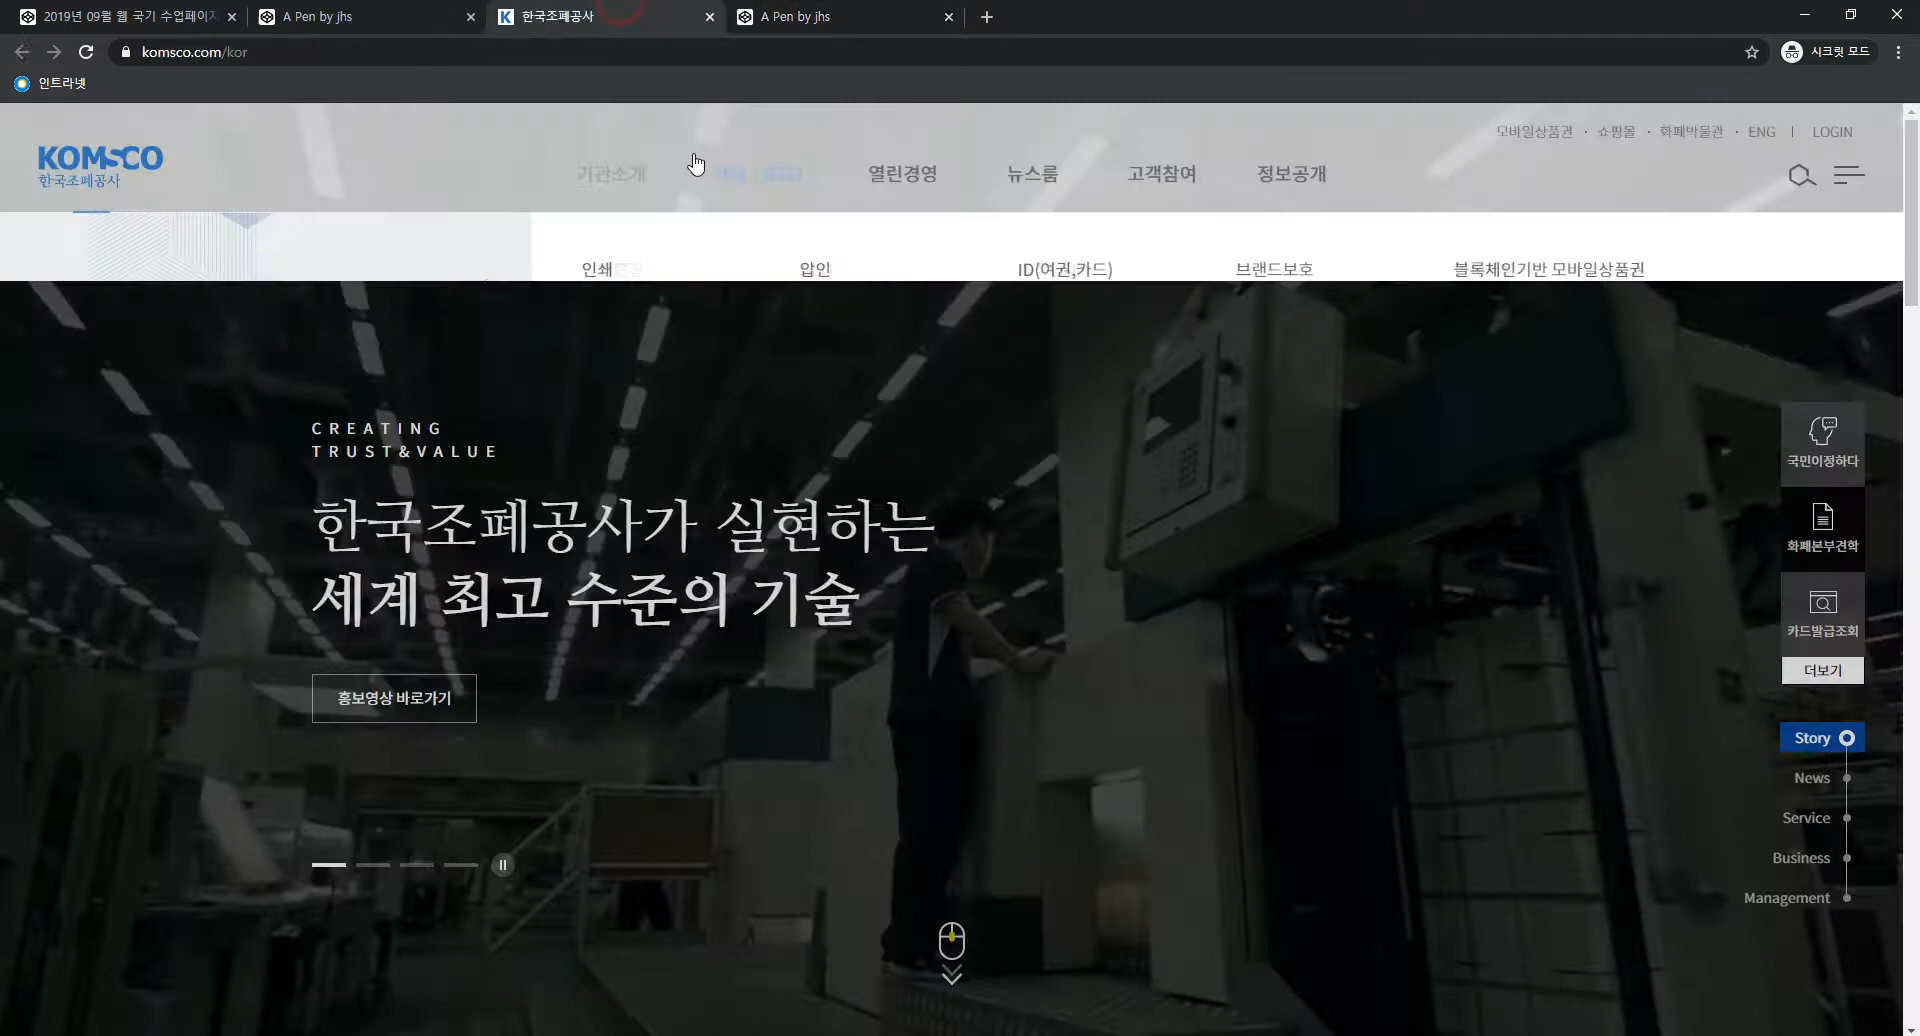 2019년 09월 웹 국기 수업페이지
A Pen by jhs
한국조폐공사
A Pen by jhs
komsco.com/kor
시크릿 모드
인트라넷
모바일상품권 · 쇼핑몰 · 화폐박물관 · ENG | LOGIN
KOMSCO
한국조폐공사
기관소개
열린경영
뉴스룸
고객참여
정보공개
인쇄
압인
ID(여권,카드)
브랜드보호
블록체인기반 모바일상품권
CREATING
TRUST&VALUE
한국조폐공사가 실현하는
세계 최고 수준의 기술
홍보영상 바로가기
국민이정하다
화폐본부견학
카드발급조회
더보기
Story
News
Service
Business
Management